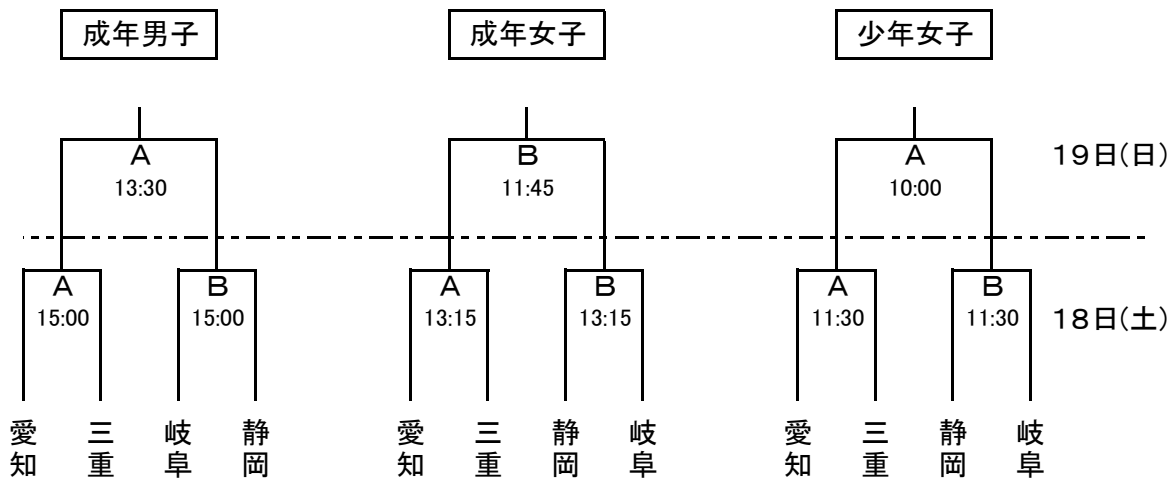 成年男子 成年女子 少年女子
A B A 19日(日)
13:30 11:45 10:00
A B A B A B
15:00 15:00 13:15 13:15 11:30 11:30 18日(土)
愛知 三重 岐阜 静岡 愛知 三重 静岡 岐阜 愛知 三重 静岡 岐阜